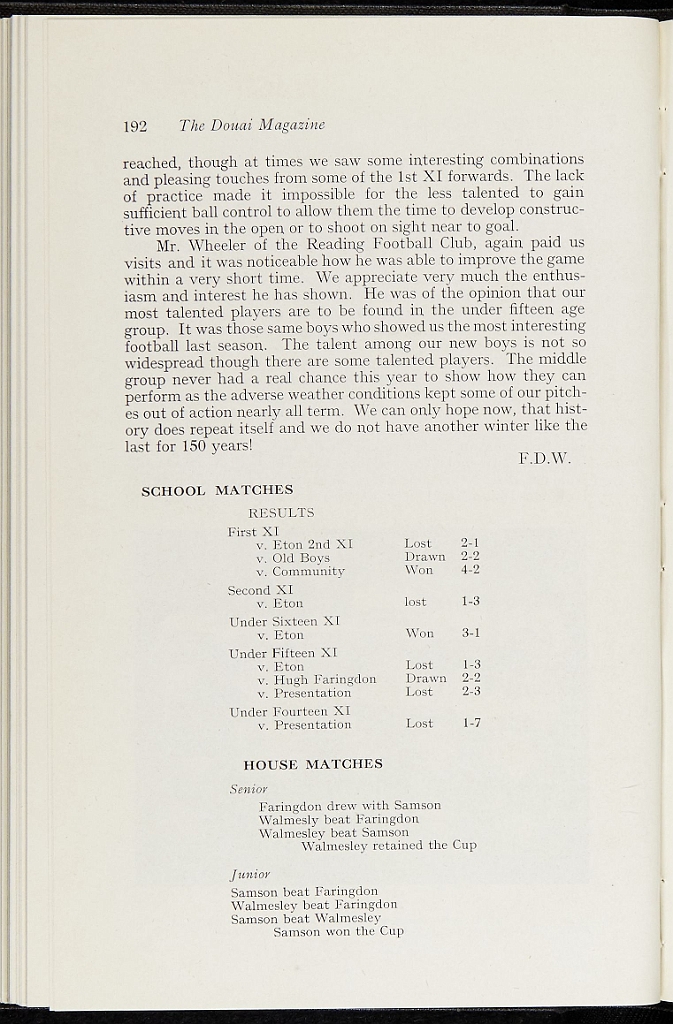 192 The Douai Magazine
reached, though at times we saw some interesting combinations
and pleasing touches from some of the 1st XI forwards. The lack
of practice made it impossible for the less talented to gain
sufficient ball control to allow them the time to develop construc-
tive moves in the open or to shoot on sight near to goal.
Mr. Wheeler of the Reading Football Club, again paid us
visits and it was noticeable how he was able to improve the game
within a very short time. We appreciate very much the enthus-
iasm and interest he has shown. He was of the opinion that our
most talented players are to be found in the under fifteen age
group. It was those same boys who showed us the most interesting
football last season. The talent among our new boys is not so
widespread though there are some talented players. The middle
group never had a real chance this year to show how they can
perform as the adverse weather conditions kept some of our pitch-
es out of action nearly all term. We can only hope now, that hist-
ory does repeat itself and we do not have another winter like the
last for 150 years!
F.D.W.
SCHOOL MATCHES
RESULTS
First XI
v. Eton 2nd XI Lost 2-1
v. Old Boys Drawn 2-2
v. Community Won 4-2
Second XI
v. Eton lost 1-3
Under Sixteen XI
v. Eton Won 3-1
Under Fifteen XI
v. Eton Lost 1-3
v. Hugh Faringdon Drawn 2-2
v. Presentation Lost 2-3
Under Fourteen XI
v. Presentation Lost 1-7
HOUSE MATCHES
Senior
Faringdon drew with Samson
Walmesly beat Faringdon
Walmesley beat Samson
Walmesley retained the Cup
Junior
Samson beat Faringdon
Walmesley beat Faringdon
Samson beat Walmesley
Samson won the Cup